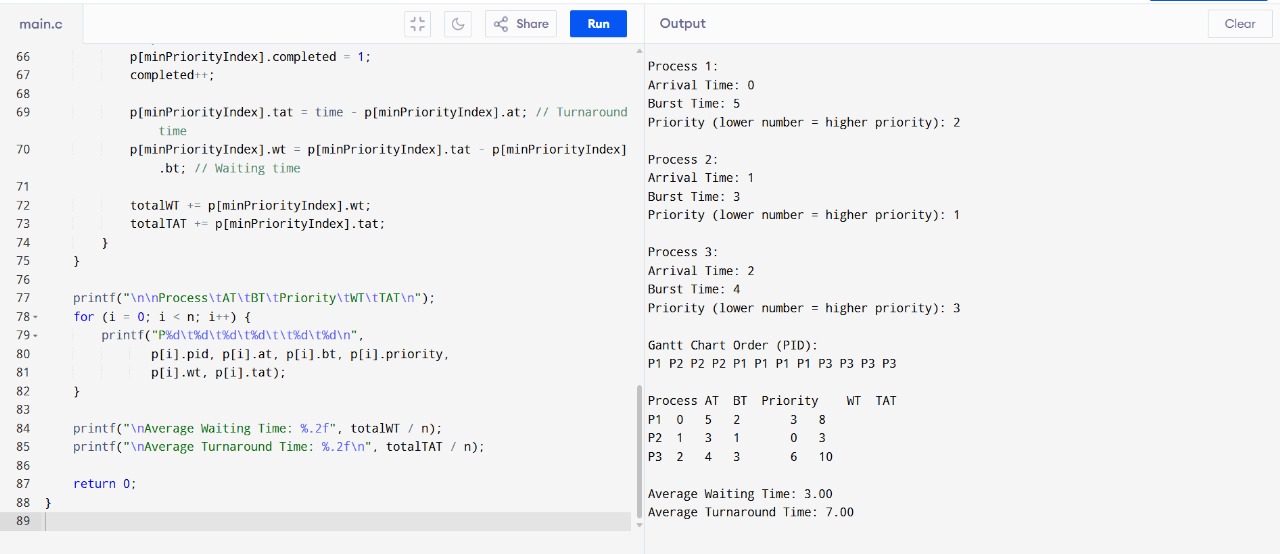 main.c
Share
Run
66 p[minPriorityIndex].completed = 1;
67 completed++;
68
69 p[minPriorityIndex].tat = time - p[minPriorityIndex].at; // Turnaround
time
70 p[minPriorityIndex].wt = p[minPriorityIndex].tat - p[minPriorityIndex]
.bt; // Waiting time
71
72 totalWT += p[minPriorityIndex].wt;
73 totalTAT += p[minPriorityIndex].tat;
74 }
75 }
76
77 printf("\n\nProcess\tAT\tBT\tPriority\tWT\tTAT\n");
78 for (i = 0; i < n; i++) {
79 printf("P%d\t%d\t%d\t%d\t\t%d\t%d\n",
80 p[i].pid, p[i].at, p[i].bt, p[i].priority,
81 p[i].wt, p[i].tat);
82 }
83
84 printf("\nAverage Waiting Time: %.2f", totalWT / n);
85 printf("\nAverage Turnaround Time: %.2f\n", totalTAT / n);
86
87 return 0;
88 }
89
Output
Clear
Process 1:
Arrival Time: 0
Burst Time: 5
Priority (lower number = higher priority): 2
Process 2:
Arrival Time: 1
Burst Time: 3
Priority (lower number = higher priority): 1
Process 3:
Arrival Time: 2
Burst Time: 4
Priority (lower number = higher priority): 3
Gantt Chart Order (PID):
P1 P2 P2 P2 P1 P1 P1 P1 P3 P3 P3 P3
Process AT BT Priority WT TAT
P1 0 5 2 3 8
P2 1 3 1 0 3
P3 2 4 3 6 10
Average Waiting Time: 3.00
Average Turnaround Time: 7.00